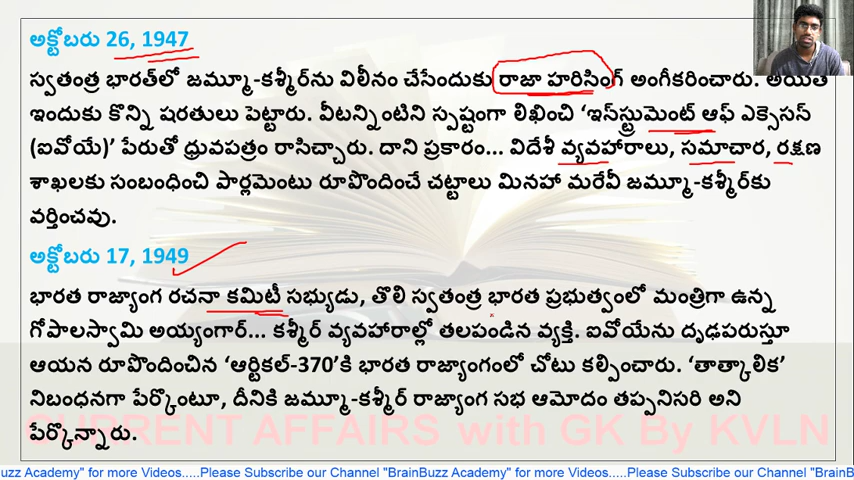 అక్టోబరు 26, 1947
స్వతంత్ర భారత్‌లో జమ్మూ-కశ్మీర్‌ను విలీనం చేసేందుకు రాజా హరిసింగ్ అంగీకరించారు. అయితే
ఇందుకు కొన్ని షరతులు పెట్టారు. వీటన్నింటిని స్పష్టంగా లిఖించి ‘ఇన్‌స్ట్రుమెంట్ ఆఫ్ ఎక్సెసన్
(ఐవోయే)’ పేరుతో ధ్రువపత్రం రాసిచ్చారు. దాని ప్రకారం... విదేశీ వ్యవహారాలు, సమాచార, రక్షణ
శాఖలకు సంబంధించి పార్లమెంటు రూపొందించే చట్టాలు మినహా మరేవీ జమ్మూ-కశ్మీర్‌కు
వర్తించవు.
అక్టోబరు 17, 1949
భారత రాజ్యాంగ రచనా కమిటీ సభ్యుడు, తొలి స్వతంత్ర భారత ప్రభుత్వంలో మంత్రిగా ఉన్న
గోపాలస్వామి అయ్యంగార్... కశ్మీర్ వ్యవహారాల్లో తలపండిన వ్యక్తి. ఐవోయేను దృఢపరుస్తూ
ఆయన రూపొందించిన ‘ఆర్టికల్-370’కి భారత రాజ్యాంగంలో చోటు కల్పించారు. ‘తాత్కాలిక’
నిబంధనగా పేర్కొంటూ, దీనికి జమ్మూ-కశ్మీర్ రాజ్యాంగ సభ ఆమోదం తప్పనిసరి అని
పేర్కొన్నారు.
CURRENT AFFAIRS with GK By KVLN
uzz Academy" for more Videos.....Please Subscribe our Channel "BrainBuzz Academy" for more Videos.....Please Subscribe our Channel "BrainB